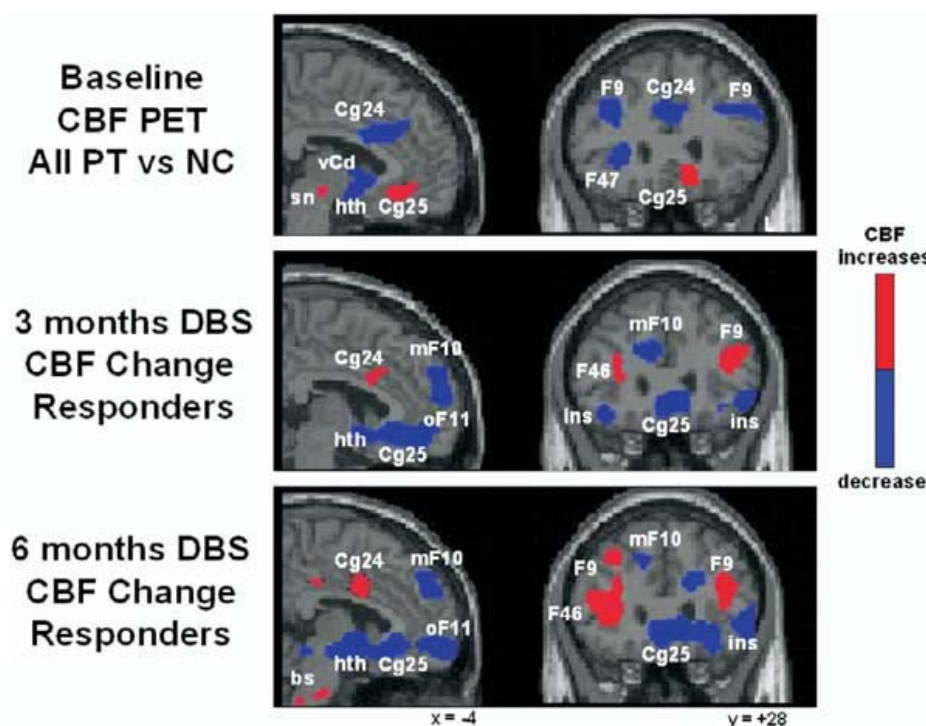 Baseline
CBF PET
All PT vs NC
Cg24
vCd
sn
hth
Cg25
F9
Cg24
F9
F47
Cg25
L
3 months DBS
CBF Change
Responders
mF10
Cg24
oF11
hth
Cg25
mF10
F9
F46
Ins
ins
Cg25
6 months DBS
CBF Change
Responders
Cg24
mF10
oF11
hth
Cg25
bs
mF10
F9
F9
F46
ins
Cg25
x = -4
y = +28
CBF
increases
decrease